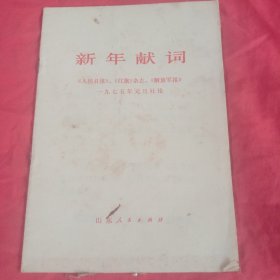 新年献词
《人民日报》、《红旗》杂志、《解放军报》
一九七五年元旦社论
山东人民出版社